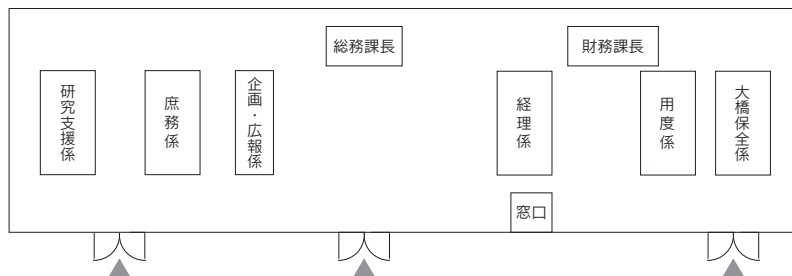 総務課長
財務課長
研究支援係
庶務係
企画・広報係
経理係
用度係
大橋保全係
窓口